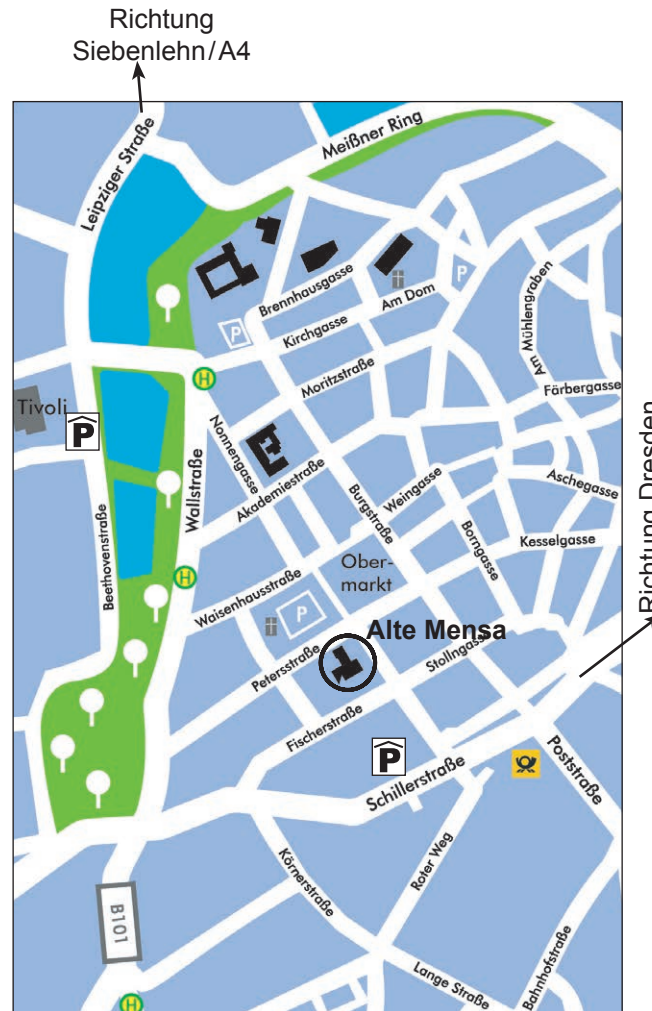 Richtung
Siebenlehn/A4
Leipziger Straße
Meißner Ring
Brennhausgasse
Am Dom
P
Am Mühlengraben
Kirchgasse
P
Moritzstraße
H
Färbergasse
Tivoli
P
Nonnengasse
Richtung Dresden
Wallstraße
Akademiestraße
Burgstraße
Weingasse
Aschegasse
Borngasse
Kesselgasse
Beethovenstraße
H
Ober-
markt
Waisenhausstraße
P
Alte Mensa
Petersstraße
Stollngasse
Fischerstraße
P
Schillerstraße
Poststraße
Roter Weg
Körnerstraße
B101
Lange Straße
Bahnhofstraße
H